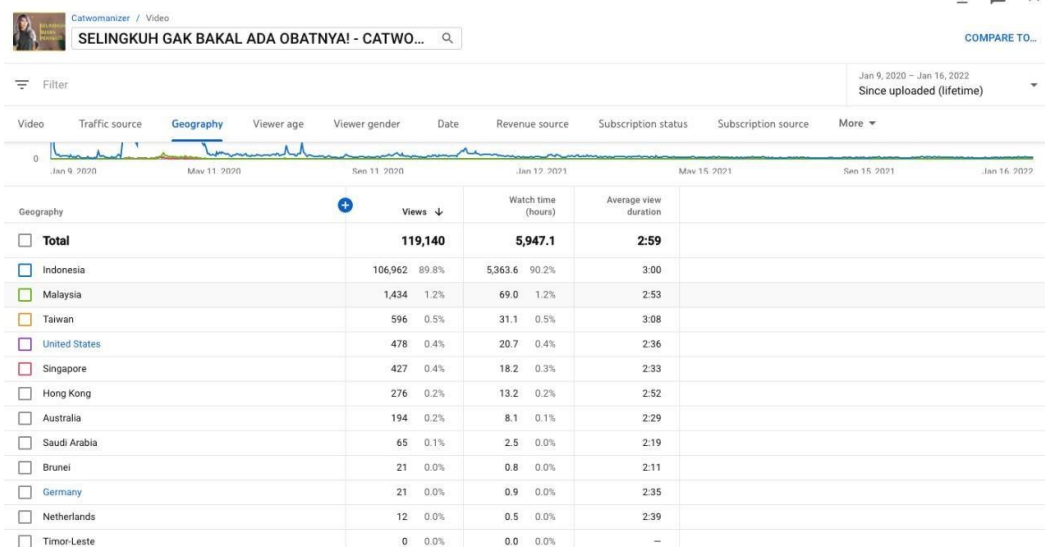 Catwomanizer / Video
SELINGKUH GAK BAKAL ADA OBATNYA! - CATWO...
COMPARE TO...
Filter
Jan 9, 2020 – Jan 16, 2022
Since uploaded (lifetime)
Video Traffic source Geography Viewer age Viewer gender Date Revenue source Subscription status Subscription source More
0
Jan 9, 2020 May 11, 2020 Sep 11, 2020 Jan 12, 2021 May 15, 2021 Sep 15, 2021 Jan 16, 2022
Geography Views Watch time (hours) Average view duration
Total 119,140 5,947.1 2:59
Indonesia 106,962 89.8% 5,363.6 90.2% 3:00
Malaysia 1,434 1.2% 69.0 1.2% 2:53
Taiwan 596 0.5% 31.1 0.5% 3:08
United States 478 0.4% 20.7 0.4% 2:36
Singapore 427 0.4% 18.2 0.3% 2:33
Hong Kong 276 0.2% 13.2 0.2% 2:52
Australia 194 0.2% 8.1 0.1% 2:29
Saudi Arabia 65 0.1% 2.5 0.0% 2:19
Brunei 21 0.0% 0.8 0.0% 2:11
Germany 21 0.0% 0.9 0.0% 2:35
Netherlands 12 0.0% 0.5 0.0% 2:39
Timor-Leste 0 0.0% 0.0 0.0% —